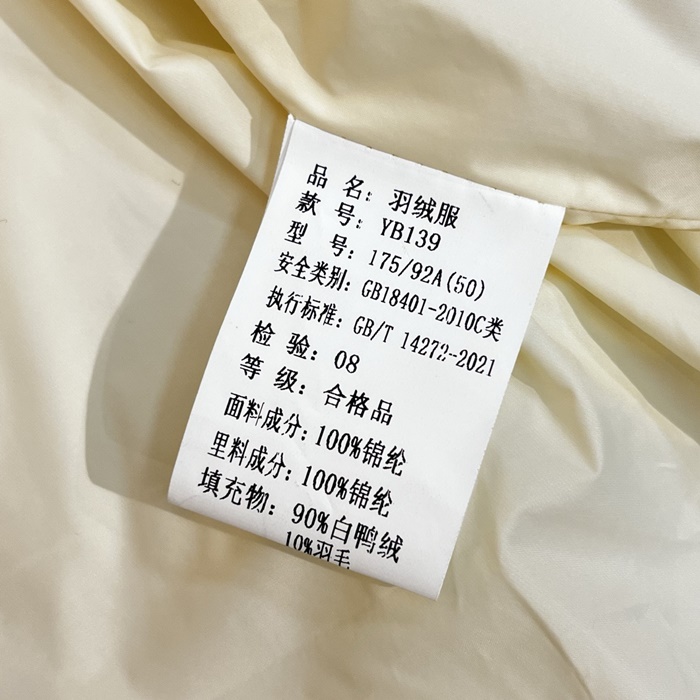 品 名：羽绒服
款 号：YB139
型 号：175/92A(50)
安全类别：GB18401-2010C类
执行标准：GB/T 14272-2021
检 验：08
等 级：合格品
面料成分：100%锦纶
里料成分：100%锦纶
填充物：90%白鸭绒
10%羽毛